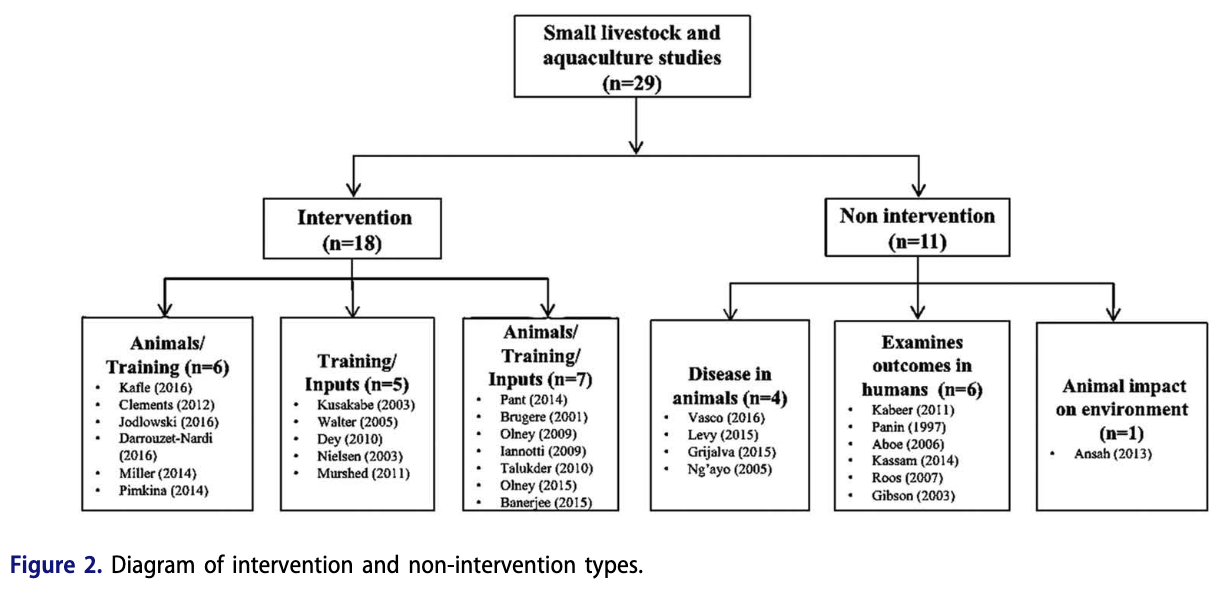 Small livestock and
aquaculture studies
(n=29)
Intervention
(n=18)
Non intervention
(n=11)
Animals/
Training (n=6)
• Kafle (2016)
• Clements (2012)
• Jodlowski (2016)
• Darrouzet-Nardi
(2016)
• Miller (2014)
• Pimkina (2014)
Training/
Inputs (n=5)
• Kusakabe (2003)
• Walter (2005)
• Dey (2010)
• Nielsen (2003)
• Murshed (2011)
Animals/
Training/
Inputs (n=7)
• Pant (2014)
• Brugere (2001)
• Olney (2009)
• Iannotti (2009)
• Talukder (2010)
• Olney (2015)
• Banerjee (2015)
Disease in
animals (n=4)
• Vasco (2016)
• Levy (2015)
• Grijalva (2015)
• Ng'ayo (2005)
Examines
outcomes in
humans (n=6)
• Kabeer (2011)
• Panin (1997)
• Aboe (2006)
• Kassam (2014)
• Roos (2007)
• Gibson (2003)
Animal impact
on environment
(n=1)
• Ansah (2013)
Figure 2. Diagram of intervention and non-intervention types.